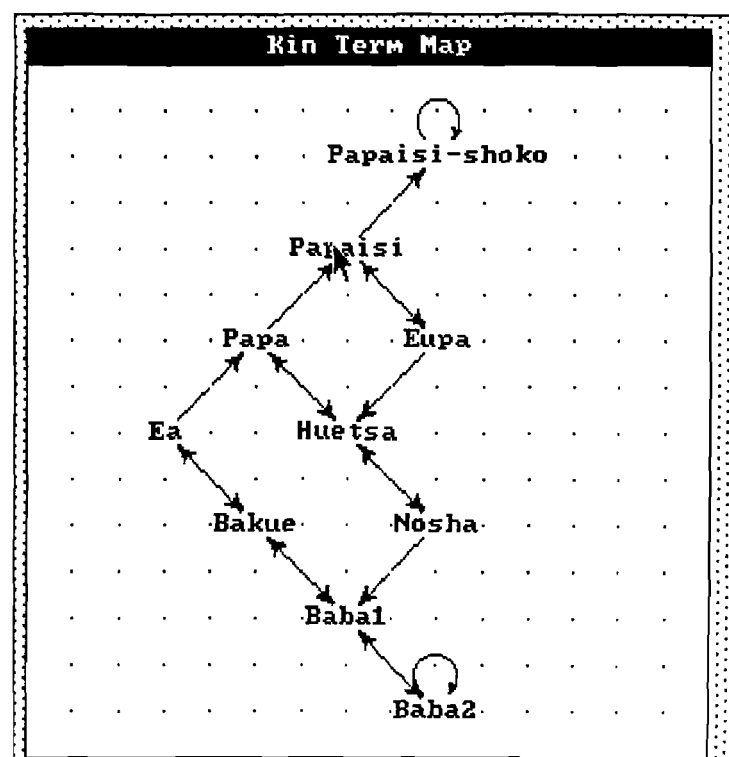 Kin Term Map
Papaisi-shoko
Papaisi
Papa Eupa
Ea Huetsa
Bakue Nosha
Baba1
Baba2